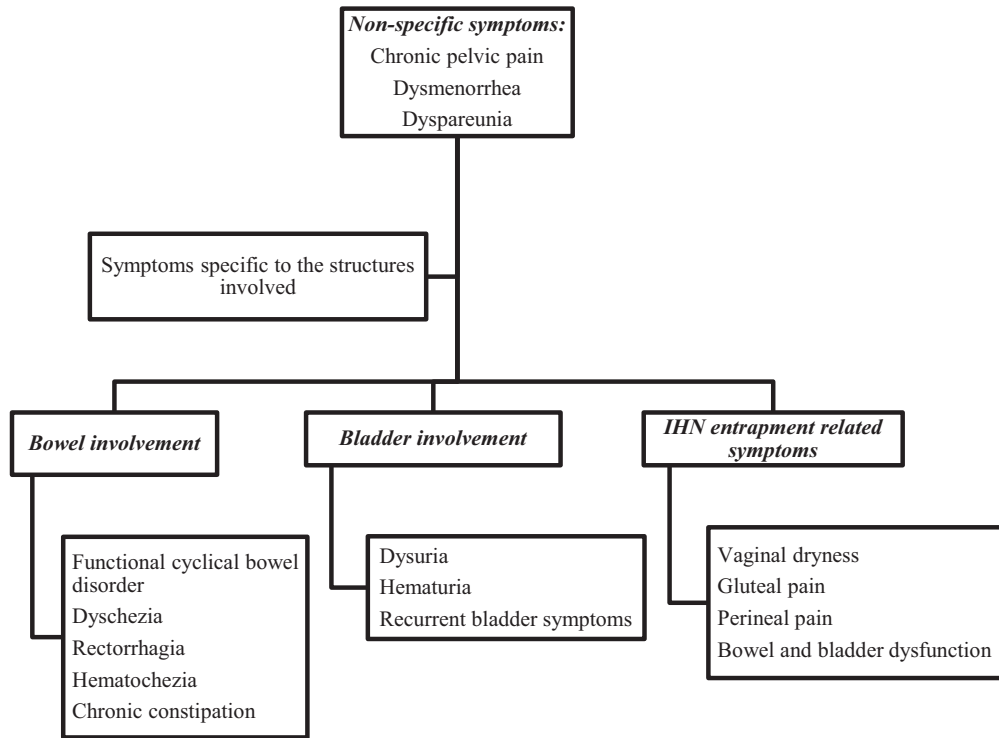 Non-specific symptoms:
Chronic pelvic pain
Dysmenorrhea
Dyspareunia
Symptoms specific to the structures
involved
Bowel involvement
Bladder involvement
IHN entrapment related
symptoms
Functional cyclical bowel
disorder
Dyschezia
Rectorrhagia
Hematochezia
Chronic constipation
Dysuria
Hematuria
Recurrent bladder symptoms
Vaginal dryness
Gluteal pain
Perineal pain
Bowel and bladder dysfunction